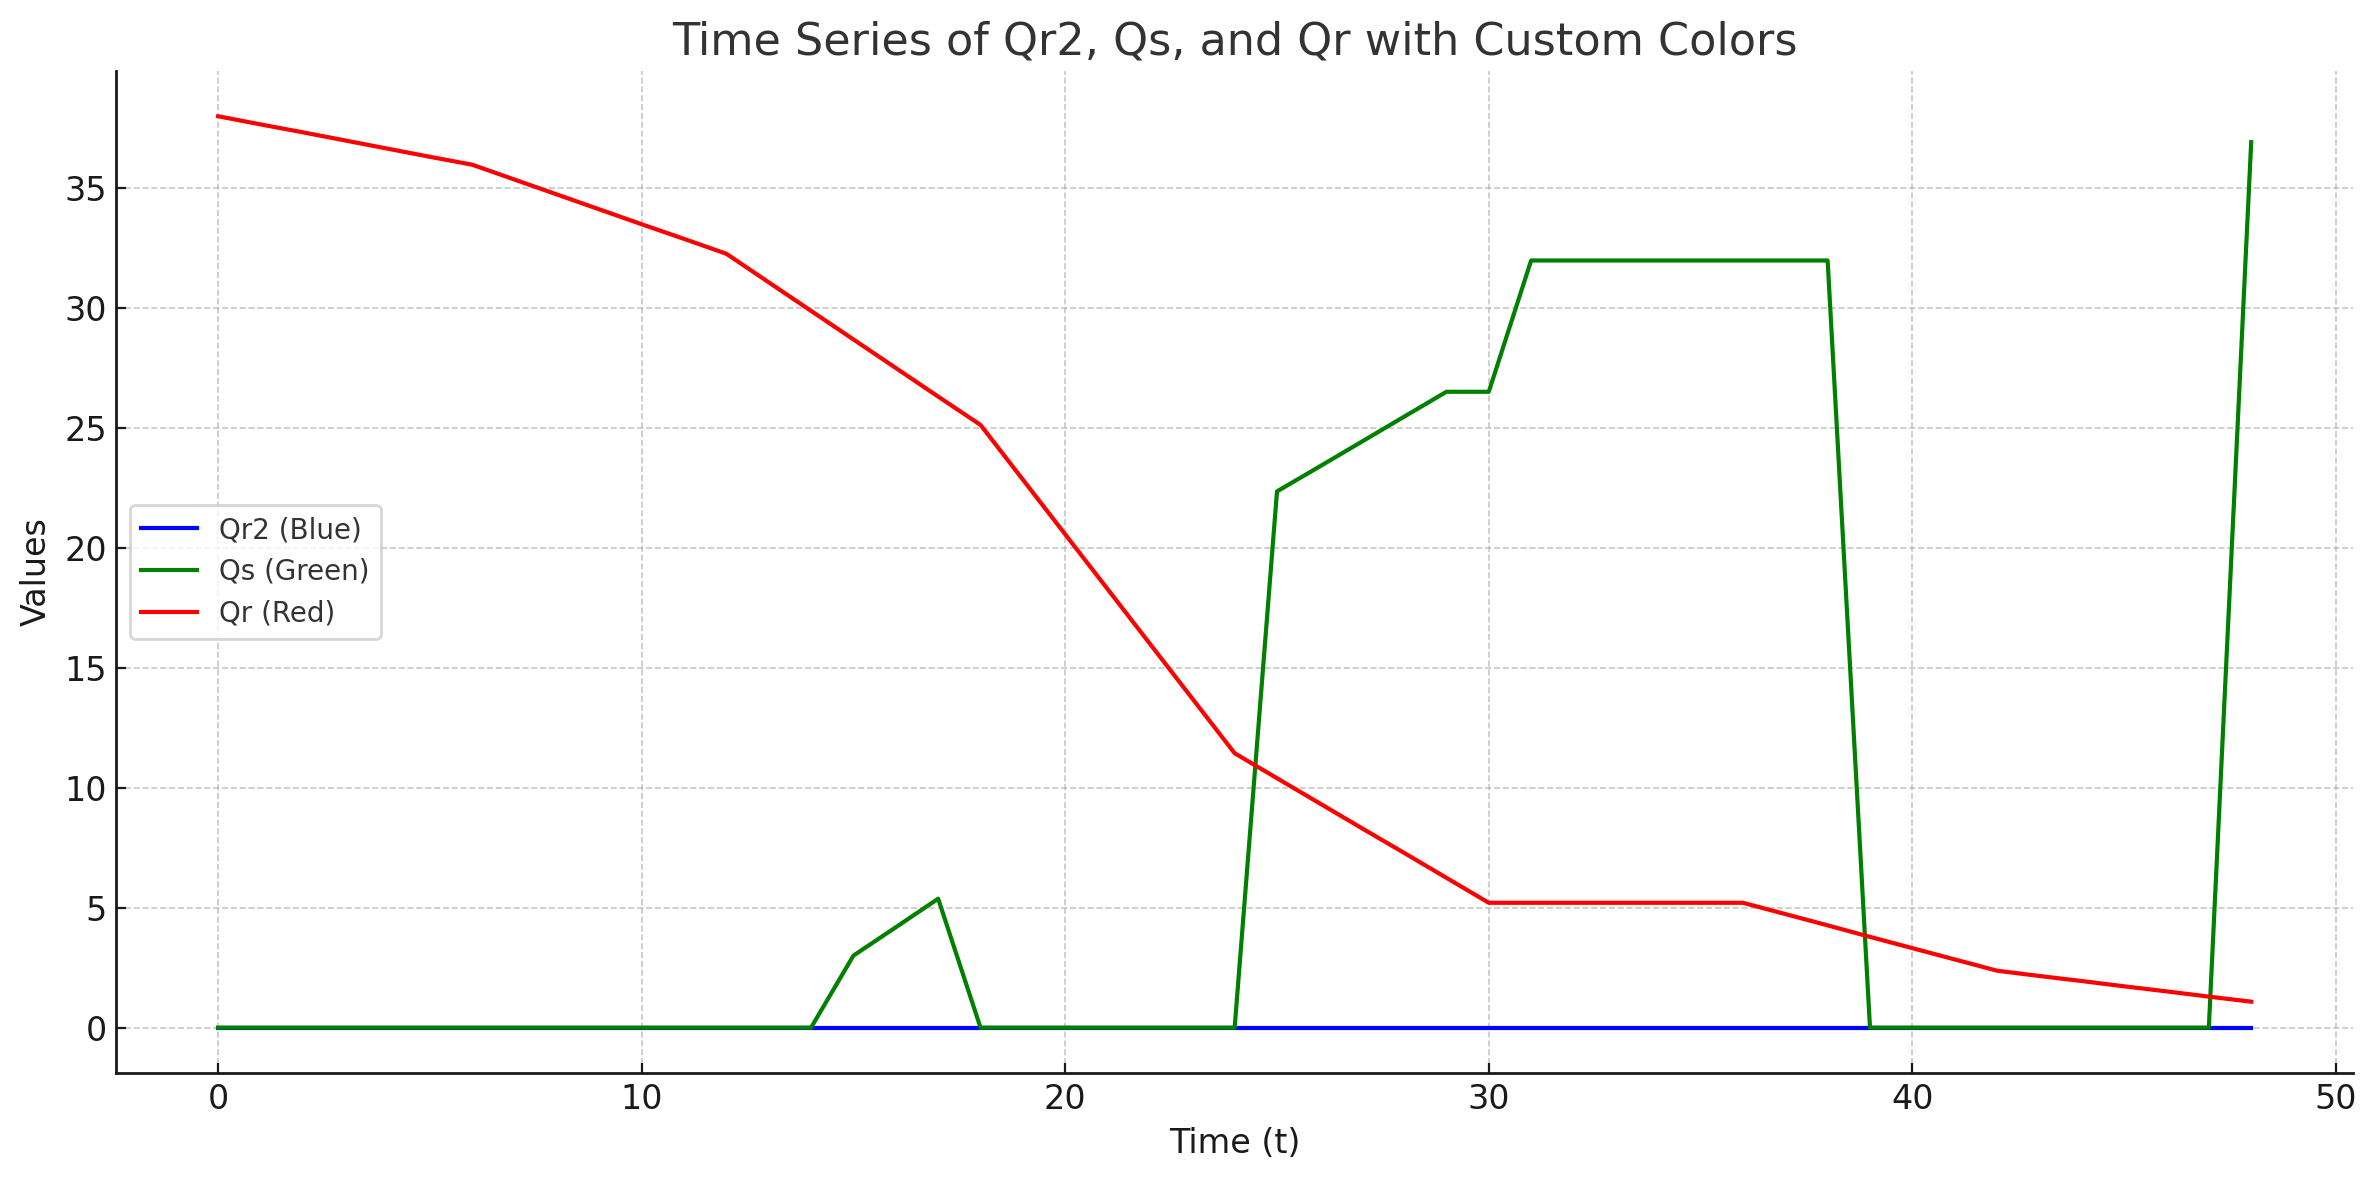 Time Series of Qr2, Qs, and Qr with Custom Colors
Values
35
30
25
20
15
10
5
0
Qr2 (Blue)
Qs (Green)
Qr (Red)
0 10 20 30 40 50
Time (t)